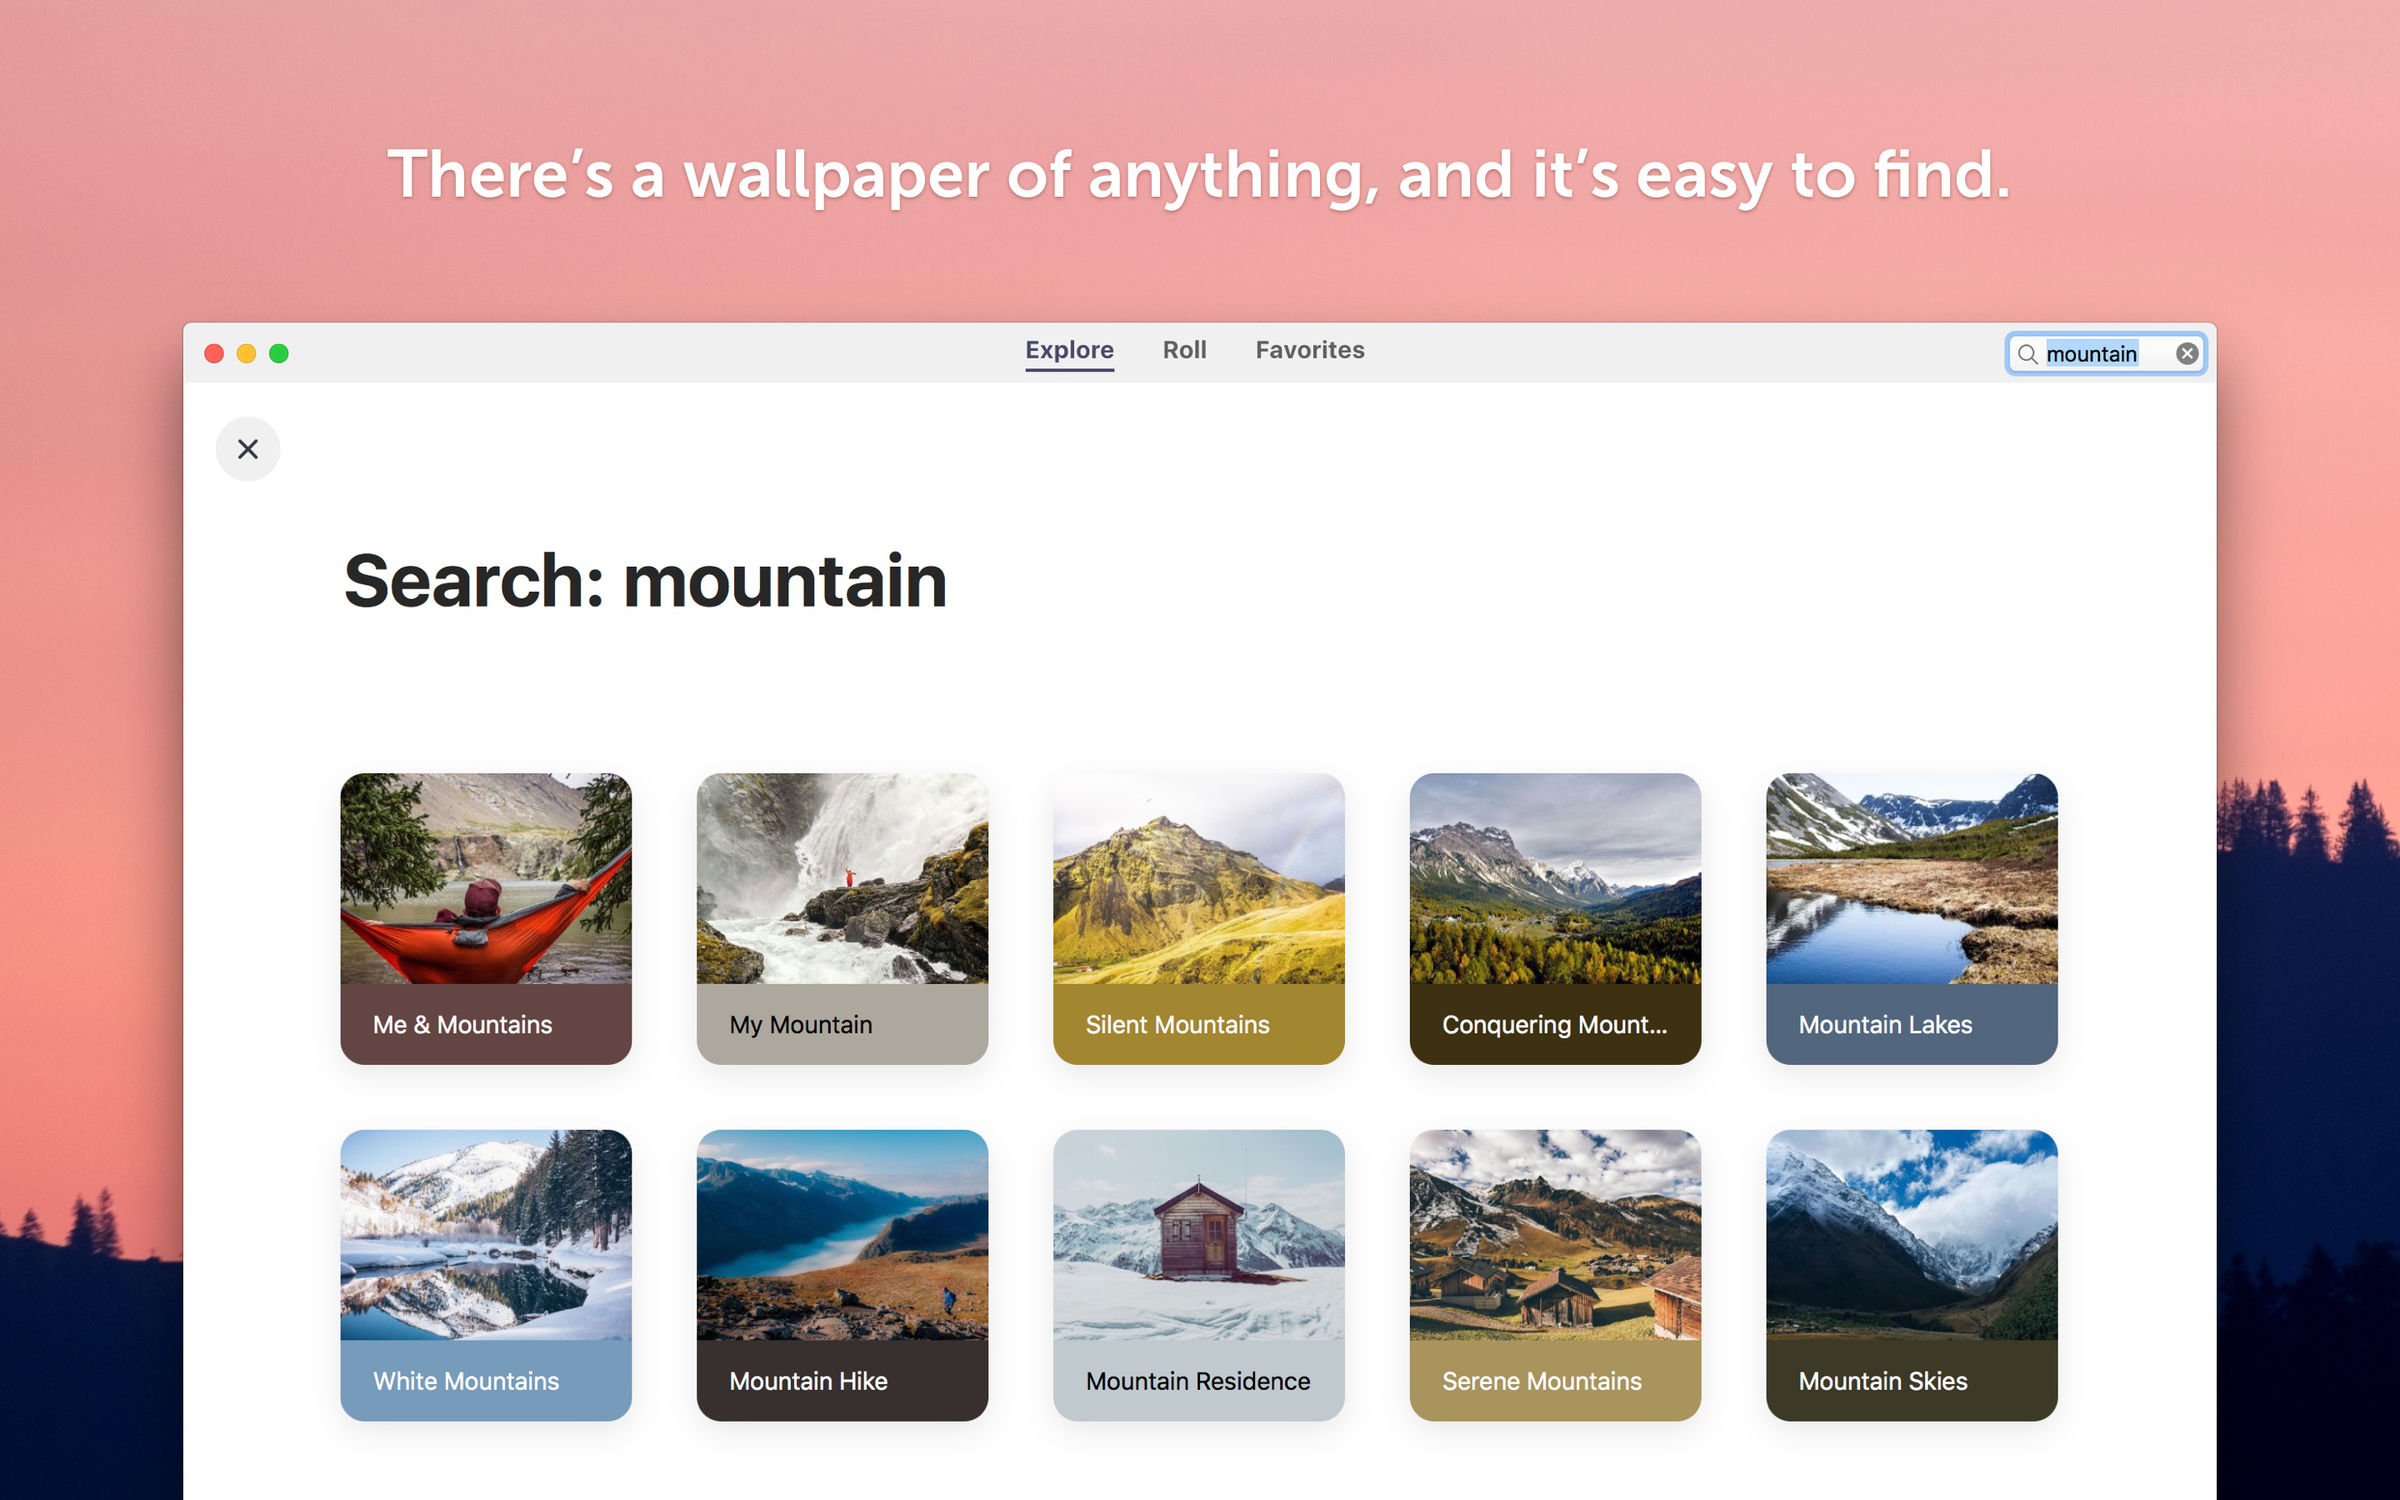 There’s a wallpaper of anything, and it’s easy to find.
Explore Roll Favorites mountain
Search: mountain
Me & Mountains
My Mountain
Silent Mountains
Conquering Mount...
Mountain Lakes
White Mountains
Mountain Hike
Mountain Residence
Serene Mountains
Mountain Skies